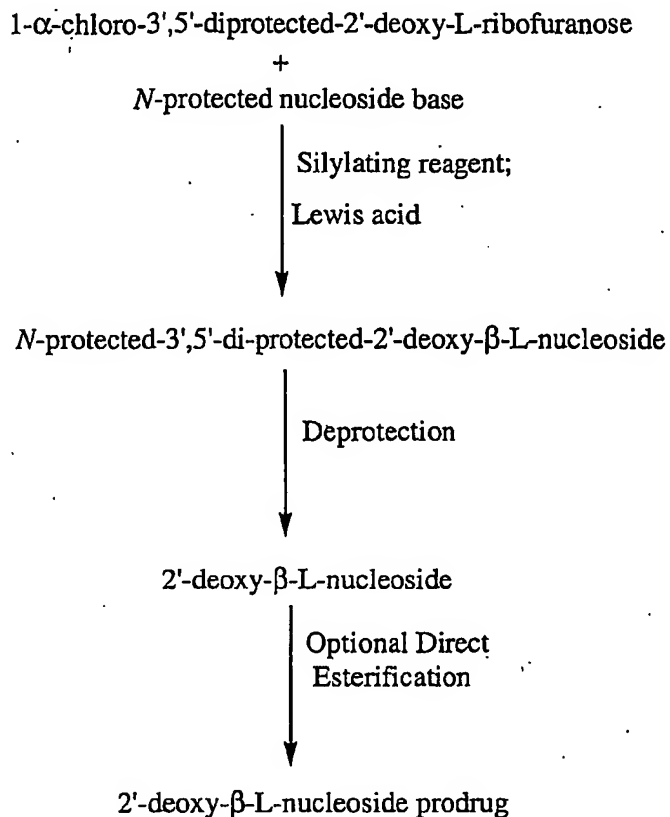 1-α-chloro-3',5'-diprotected-2'-deoxy-L-ribofuranose
+
N-protected nucleoside base
Silylating reagent;
Lewis acid
N-protected-3',5'-di-protected-2'-deoxy-β-L-nucleoside
Deprotection
2'-deoxy-β-L-nucleoside
Optional Direct
Esterification
2'-deoxy-β-L-nucleoside prodrug